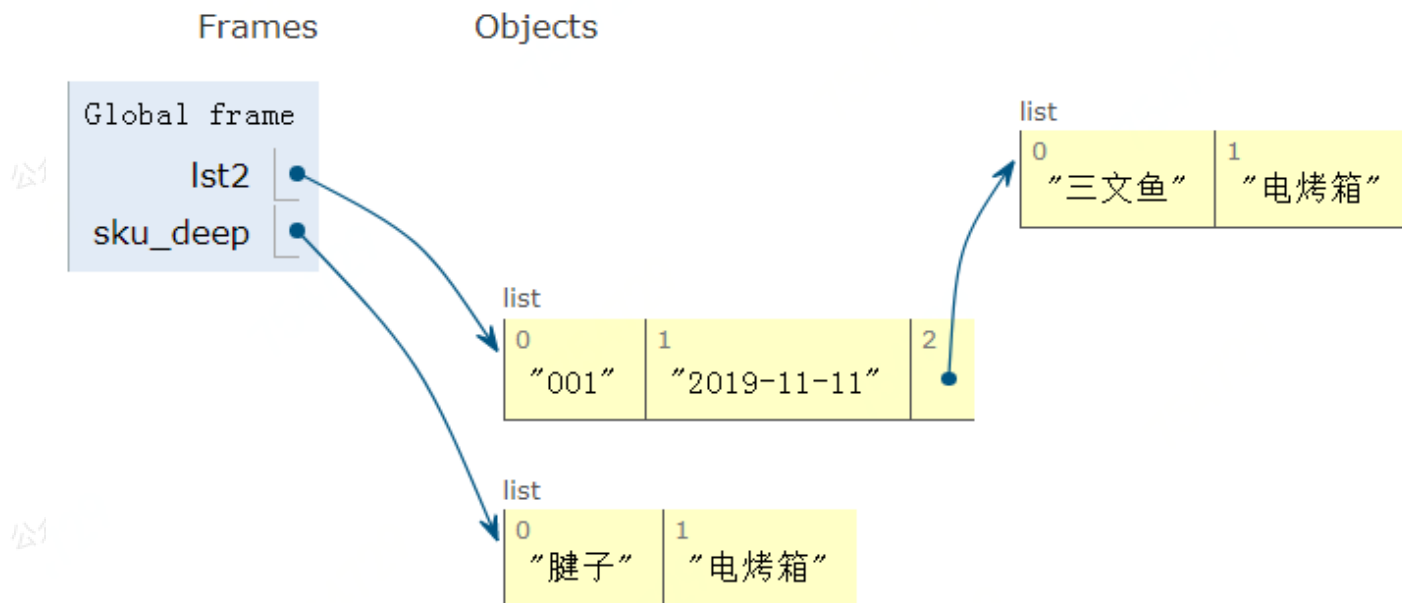 Frames Objects
Global frame
lst2
sku_deep
list
0 1
"三文鱼" "电烤箱"
list
0 1 2
"001" "2019-11-11"
list
0 1
"腱子" "电烤箱"